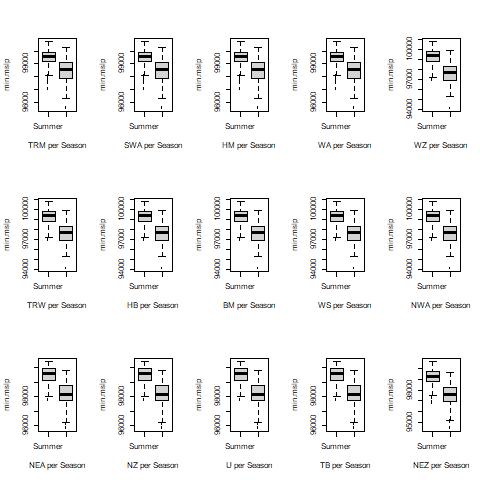 min.mslp 99000 96000 Summer TRM per Season
min.mslp 99000 96000 Summer SWA per Season
min.mslp 99000 96000 Summer HM per Season
min.mslp 99000 96000 Summer WA per Season
min.mslp 100000 97000 94000 Summer WZ per Season
min.mslp 100000 97000 94000 Summer TRW per Season
min.mslp 100000 97000 94000 Summer HB per Season
min.mslp 100000 97000 94000 Summer BM per Season
min.mslp 100000 97000 94000 Summer WS per Season
min.mslp 100000 97000 94000 Summer NWA per Season
min.mslp 98000 96000 Summer NEA per Season
min.mslp 98000 96000 Summer NZ per Season
min.mslp 98000 96000 Summer U per Season
min.mslp 98000 96000 Summer TB per Season
min.mslp 98000 95000 Summer NEZ per Season